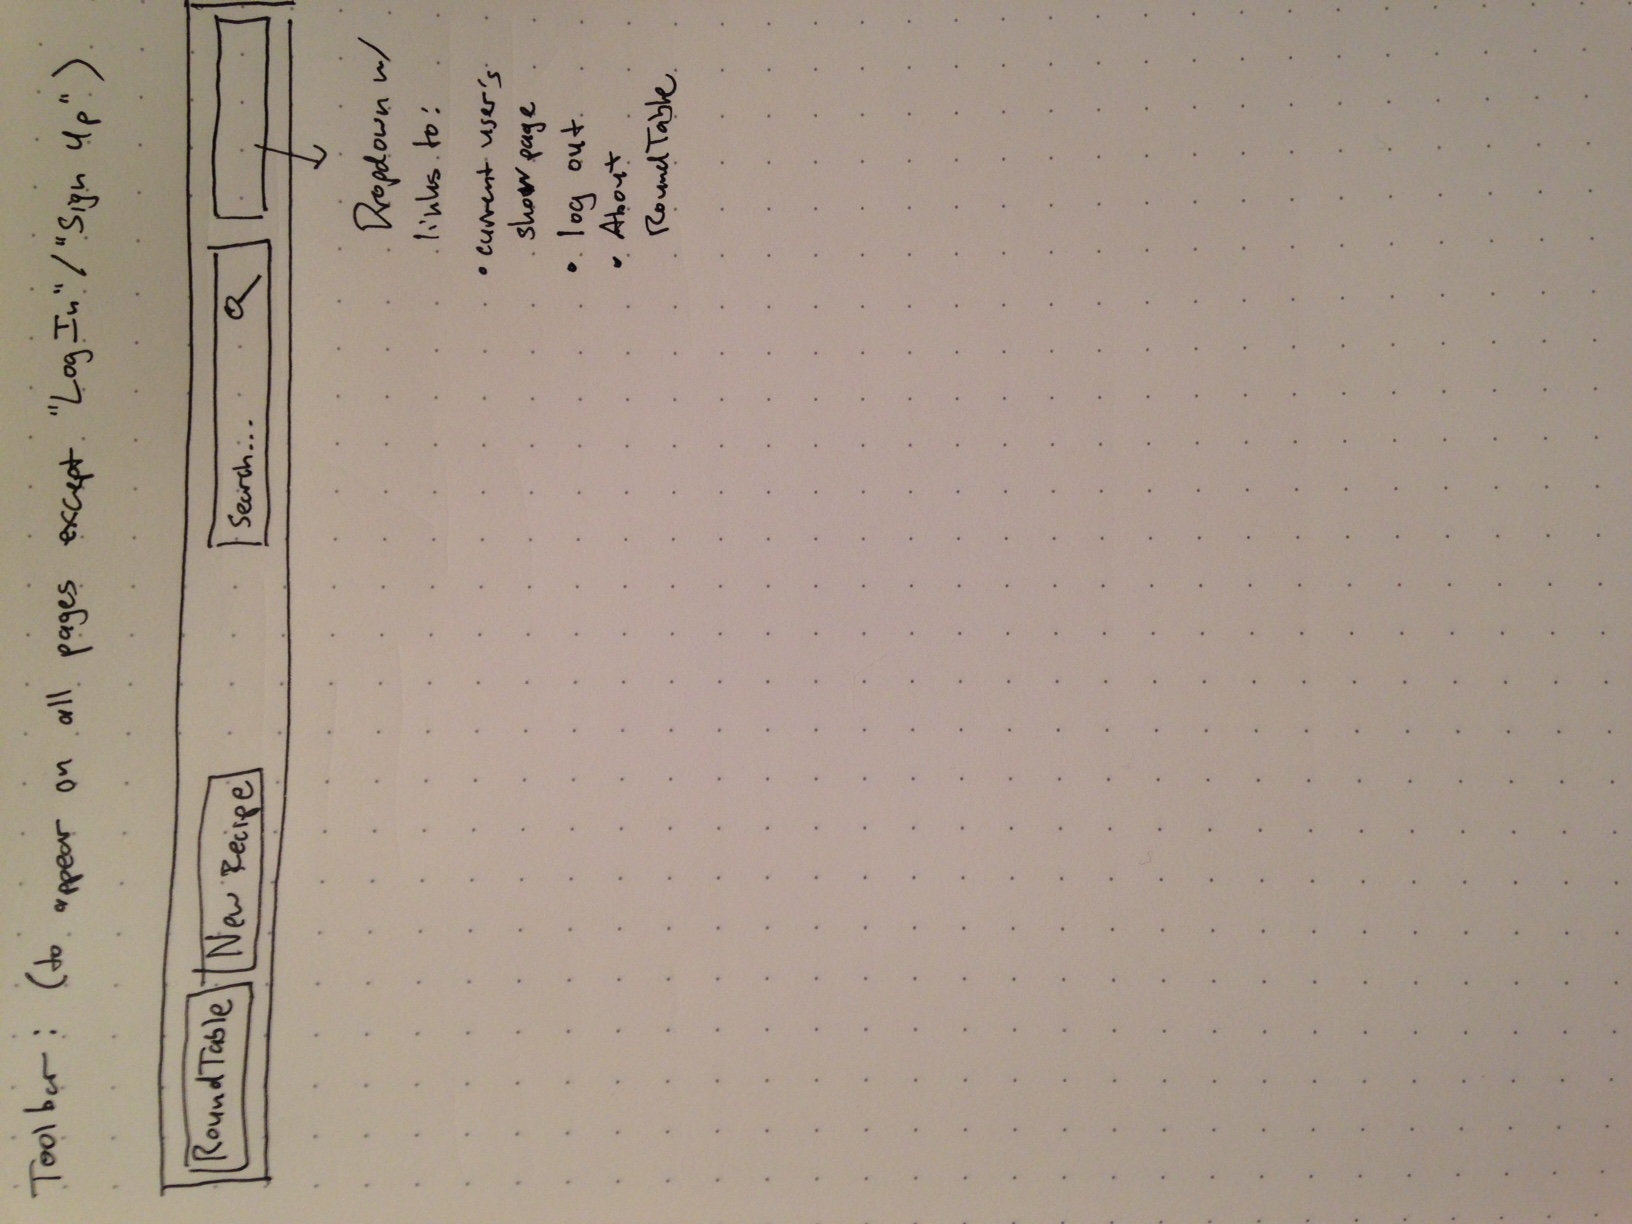 Toolbar: (to appear on all pages except "Log In"/"Sign Up")
RoundTable New Recipe Search...
Dropdown w/
links to:
• current user's
show page
• log out
• About
RoundTable